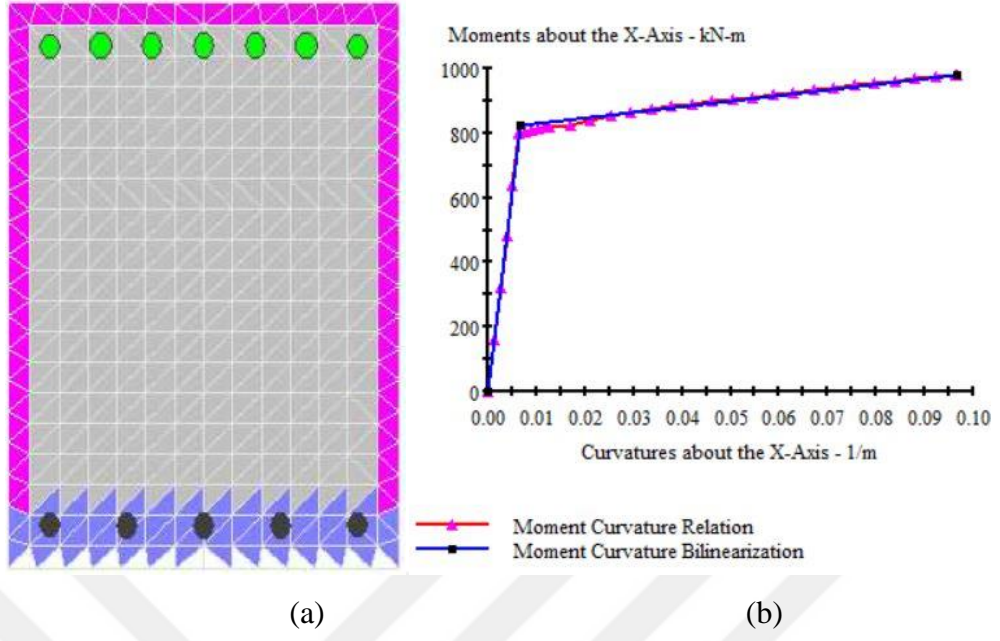 Moments about the X-Axis - kN-m
1000
800
600
400
200
0
0.00 0.01 0.02 0.03 0.04 0.05 0.06 0.07 0.08 0.09 0.10
Curvatures about the X-Axis - 1/m
Moment Curvature Relation
Moment Curvature Bilinearization
(a) (b)